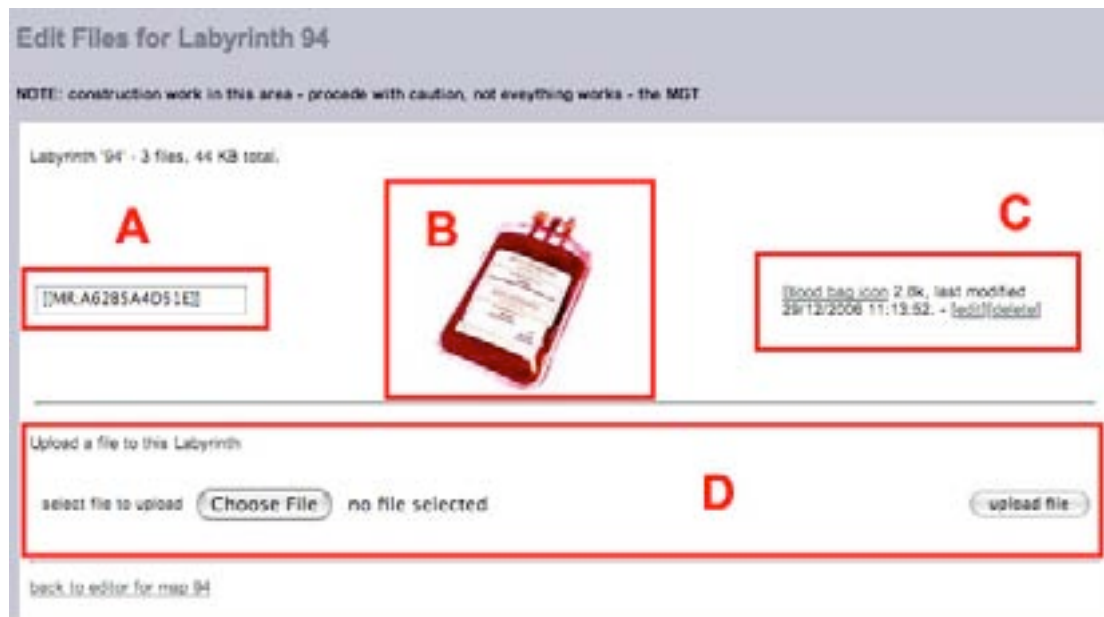 Edit Files for Labyrinth 94
NOTE: construction work in this area - procede with caution, not eveything works - the MGT
Labyrinth '94' - 3 files, 44 KB total.
A
B
C
[[MR:A6285A4D51E]]
Blood bag icon 2.8k, last modified
29/12/2006 11:13:52. - [edit][delete]
Upload a file to this Labyrinth
D
select file to upload Choose File no file selected upload file
back to editor for map 94